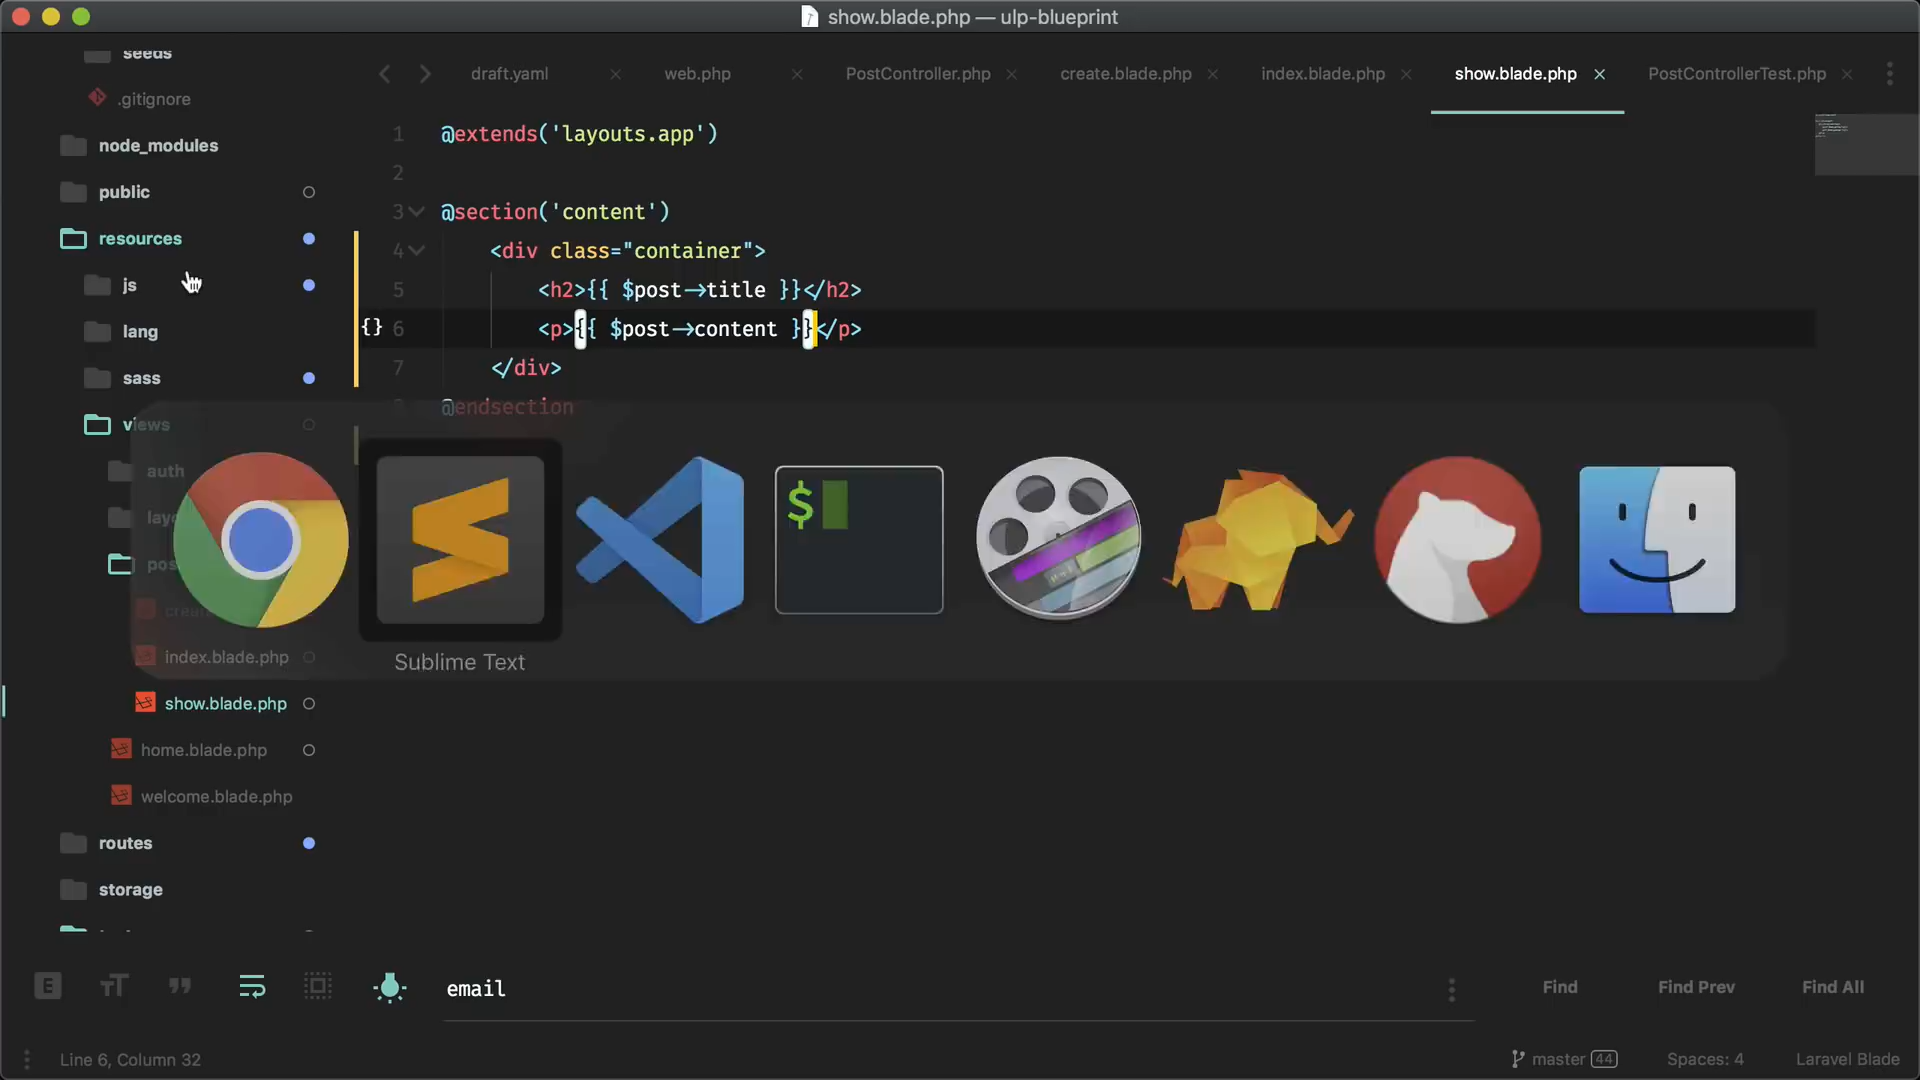 show.blade.php — ulp-blueprint
seeds
.gitignore
node_modules
public
resources
js
lang
sass
views
auth
index.blade.php
show.blade.php
home.blade.php
welcome.blade.php
routes
storage
draft.yaml
web.php
PostController.php
create.blade.php
index.blade.php
show.blade.php
PostControllerTest.php
1 @extends('layouts.app')
2
3 @section('content')
4 <div class="container">
5 <h2>{{ $post->title }}</h2>
{} 6 <p>{{ $post->content }}</p>
7 </div>
8 @endsection
$
Sublime Text
email
Find
Find Prev
Find All
Line 6, Column 32
master 44
Spaces: 4
Laravel Blade